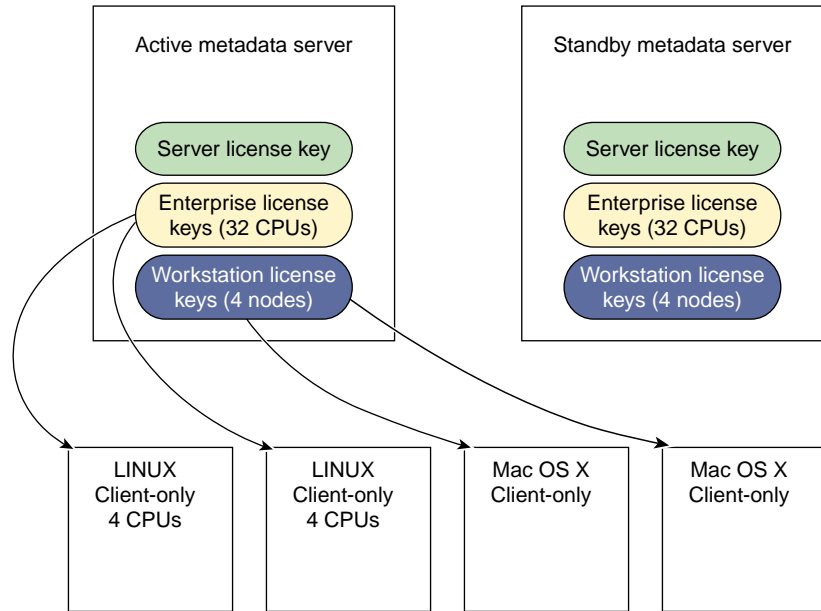 Active metadata server
Standby metadata server
Server license key
Enterprise license
keys (32 CPUs)
Workstation license
keys (4 nodes)
Server license key
Enterprise license
keys (32 CPUs)
Workstation license
keys (4 nodes)
LINUX
Client-only
4 CPUs
LINUX
Client-only
4 CPUs
Mac OS X
Client-only
Mac OS X
Client-only